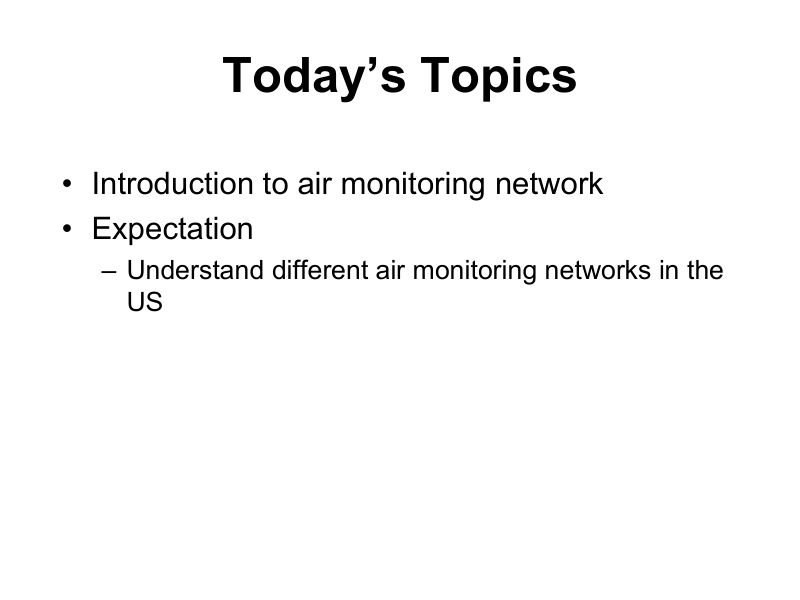 Today’s Topics
• Introduction to air monitoring network
• Expectation
– Understand different air monitoring networks in the
US